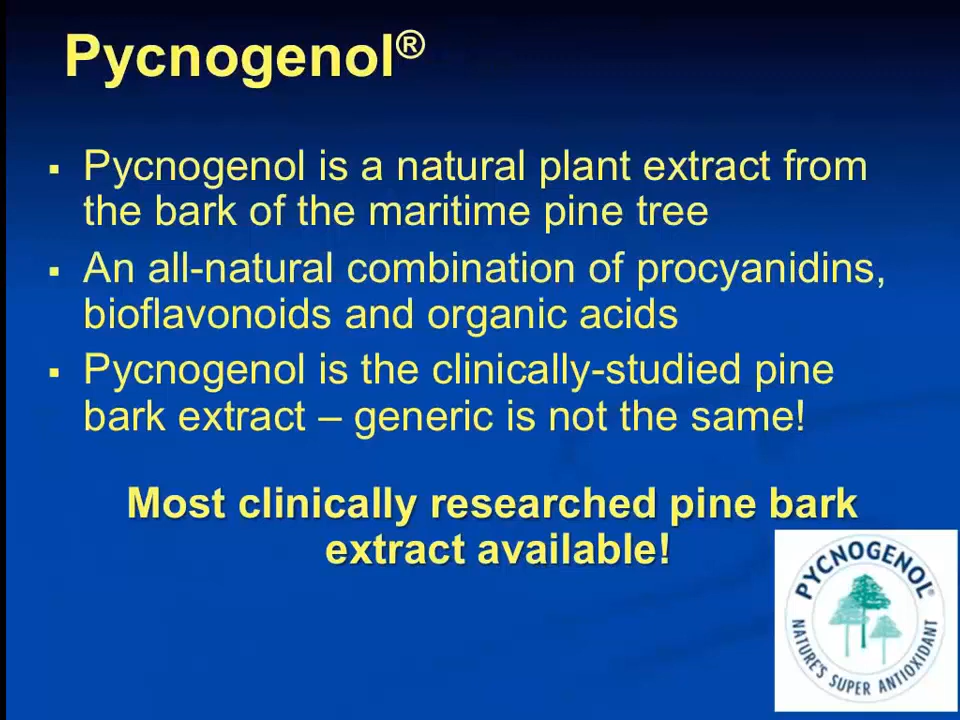 Pycnogenol®
▪ Pycnogenol is a natural plant extract from
the bark of the maritime pine tree
▪ An all-natural combination of procyanidins,
bioflavonoids and organic acids
▪ Pycnogenol is the clinically-studied pine
bark extract – generic is not the same!
Most clinically researched pine bark
extract available!
PYCNOGENOL®
NATURE'S SUPER ANTIOXIDANT